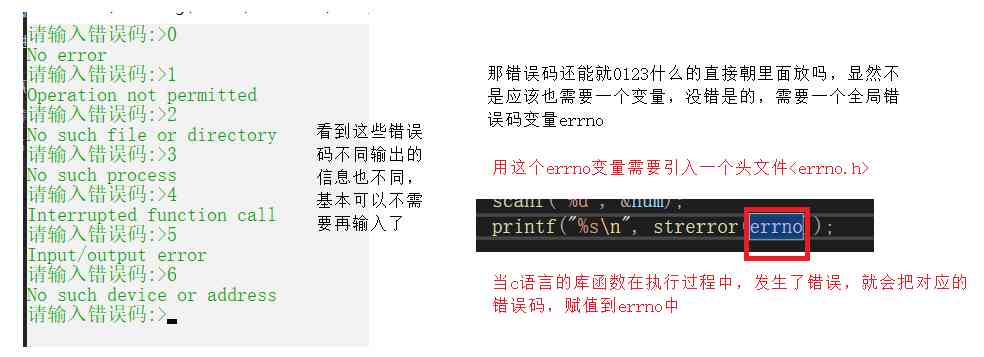 请输入错误码:>0
No error
请输入错误码:>1
Operation not permitted
请输入错误码:>2
No such file or directory
请输入错误码:>3
No such process
请输入错误码:>4
Interrupted function call
请输入错误码:>5
Input/output error
请输入错误码:>6
No such device or address
请输入错误码:>
看到这些错误
码不同输出的
信息也不同，
基本可以不需
要再输入了
那错误码还能就0123什么的直接朝里面放吗，显然不
是应该也需要一个变量，没错是的，需要一个全局错
误码变量errno
用这个errno变量需要引入一个头文件<errno.h>
scanf("%d", &num);
printf("%s\n", strerror(errno));
当c语言的库函数在执行过程中，发生了错误，就会把对应的
错误码，赋值到errno中